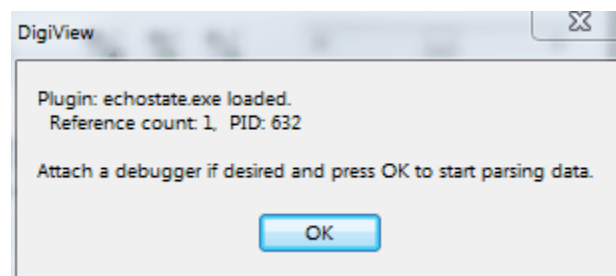 DigiView
Plugin: echostate.exe loaded.
Reference count: 1, PID: 632
Attach a debugger if desired and press OK to start parsing data.
OK